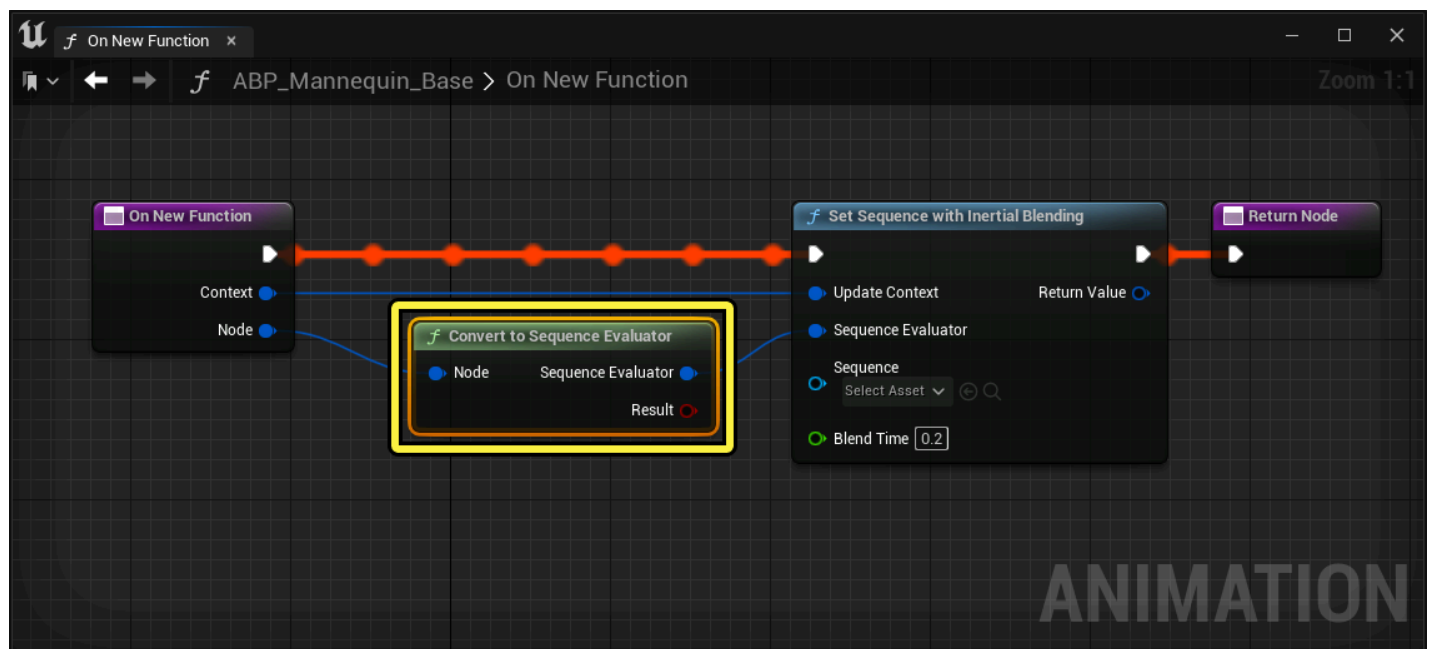 On New Function
ABP_Mannequin_Base > On New Function
Zoom 1:1
On New Function
Context
Node
Convert to Sequence Evaluator
Node Sequence Evaluator
Result
Set Sequence with Inertial Blending
Update Context Return Value
Sequence Evaluator
Sequence
Select Asset
Blend Time 0.2
Return Node
ANIMATION